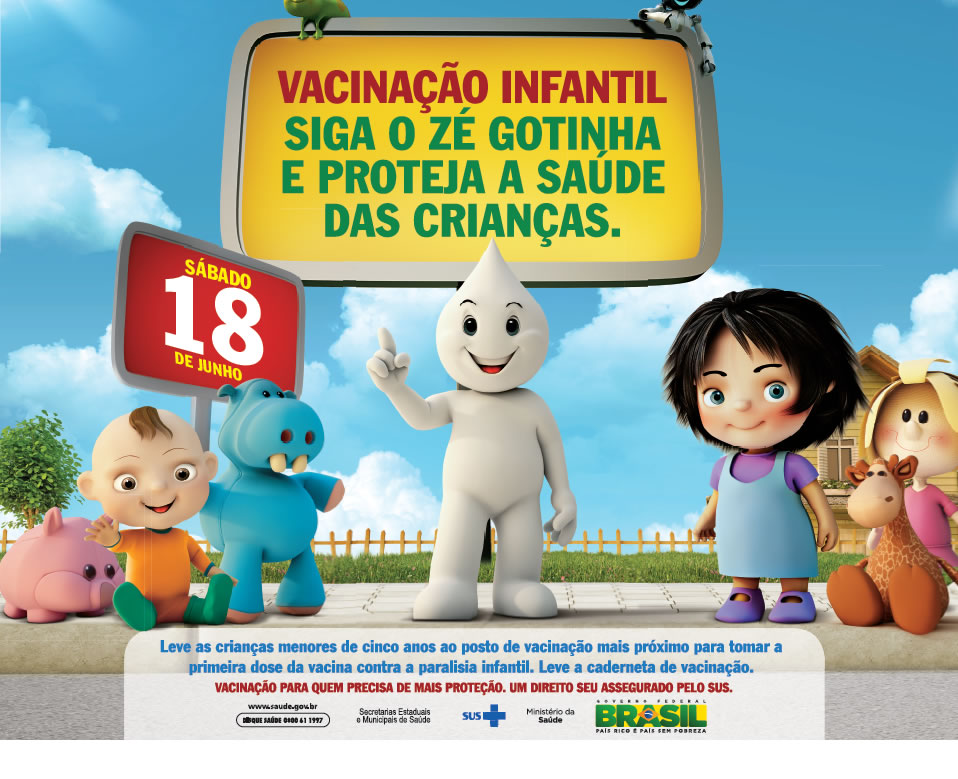 VACINAÇÃO INFANTIL
SIGA O ZÉ GOTINHA
E PROTEJA A SAÚDE
DAS CRIANÇAS.
SÁBADO
18
DE JUNHO
Leve as crianças menores de cinco anos ao posto de vacinação mais próximo para tomar a
primeira dose da vacina contra a paralisia infantil. Leve a caderneta de vacinação.
VACINAÇÃO PARA QUEM PRECISA DE MAIS PROTEÇÃO. UM DIREITO SEU ASSEGURADO PELO SUS.
www.saude.gov.br
DISQUE SAÚDE 0800 61 1997
Secretarias Estaduais
e Municipais de Saúde
SUS
Ministério da
Saúde
GOVERNO FEDERAL
BRASIL
PAÍS RICO É PAÍS SEM POBREZA